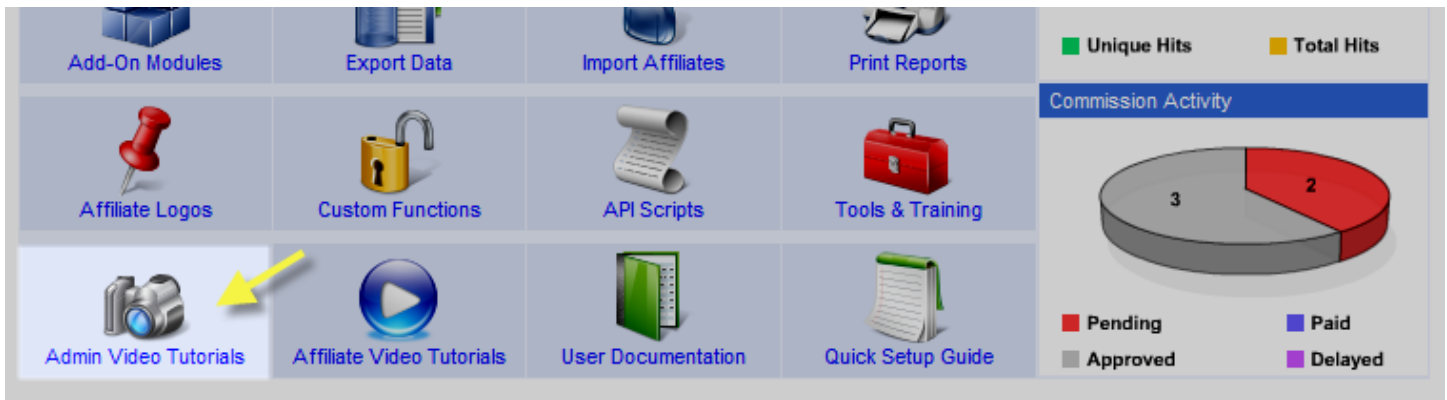 Add-On Modules
Export Data
Import Affiliates
Print Reports
Unique Hits
Total Hits
Commission Activity
Affiliate Logos
Custom Functions
API Scripts
Tools & Training
3
2
Admin Video Tutorials
Affiliate Video Tutorials
User Documentation
Quick Setup Guide
Pending
Paid
Approved
Delayed